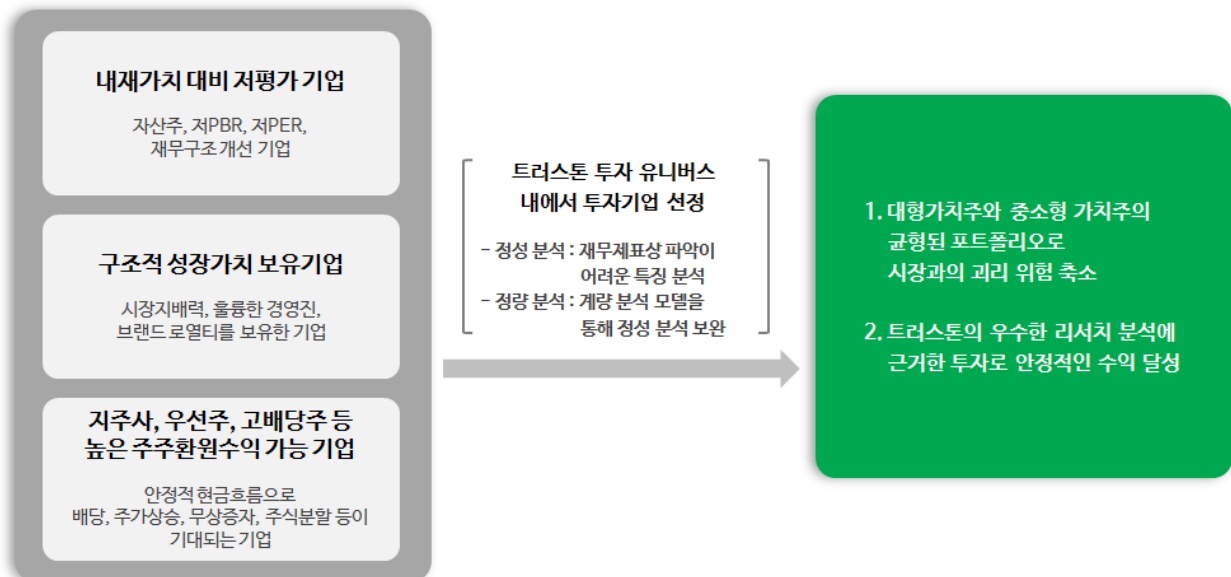 내재가치 대비 저평가 기업
자산주, 저PBR, 저PER,
재무구조 개선 기업
구조적 성장가치 보유기업
시장지배력, 훌륭한 경영진,
브랜드 로열티를 보유한 기업
지주사, 우선주, 고배당주 등
높은 주주환원수익 가능 기업
안정적 현금흐름으로
배당, 주가상승, 무상증자, 주식분할 등이
기대되는 기업
트러스톤 투자 유니버스
내에서 투자기업 선정
- 정성 분석 : 재무제표상 파악이
어려운 특징 분석
- 정량 분석 : 계량 분석 모델을
통해 정성 분석 보완
1. 대형가치주와 중소형 가치주의
균형된 포트폴리오로
시장과의 괴리 위험 축소
2. 트러스톤의 우수한 리서치 분석에
근거한 투자로 안정적인 수익 달성